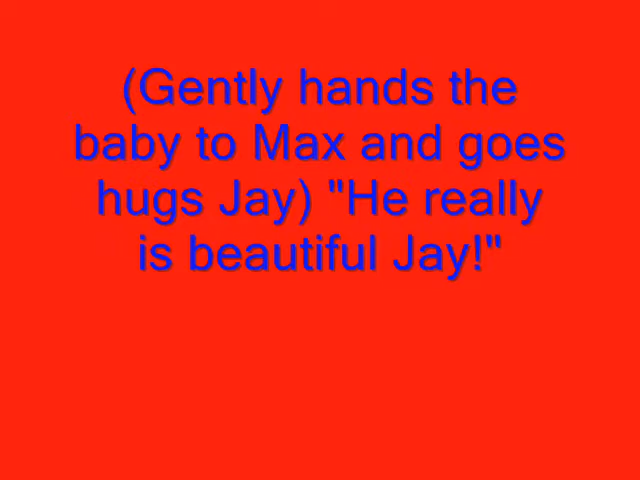 (Gently hands the
baby to Max and goes
hugs Jay) "He really
is beautiful Jay!"